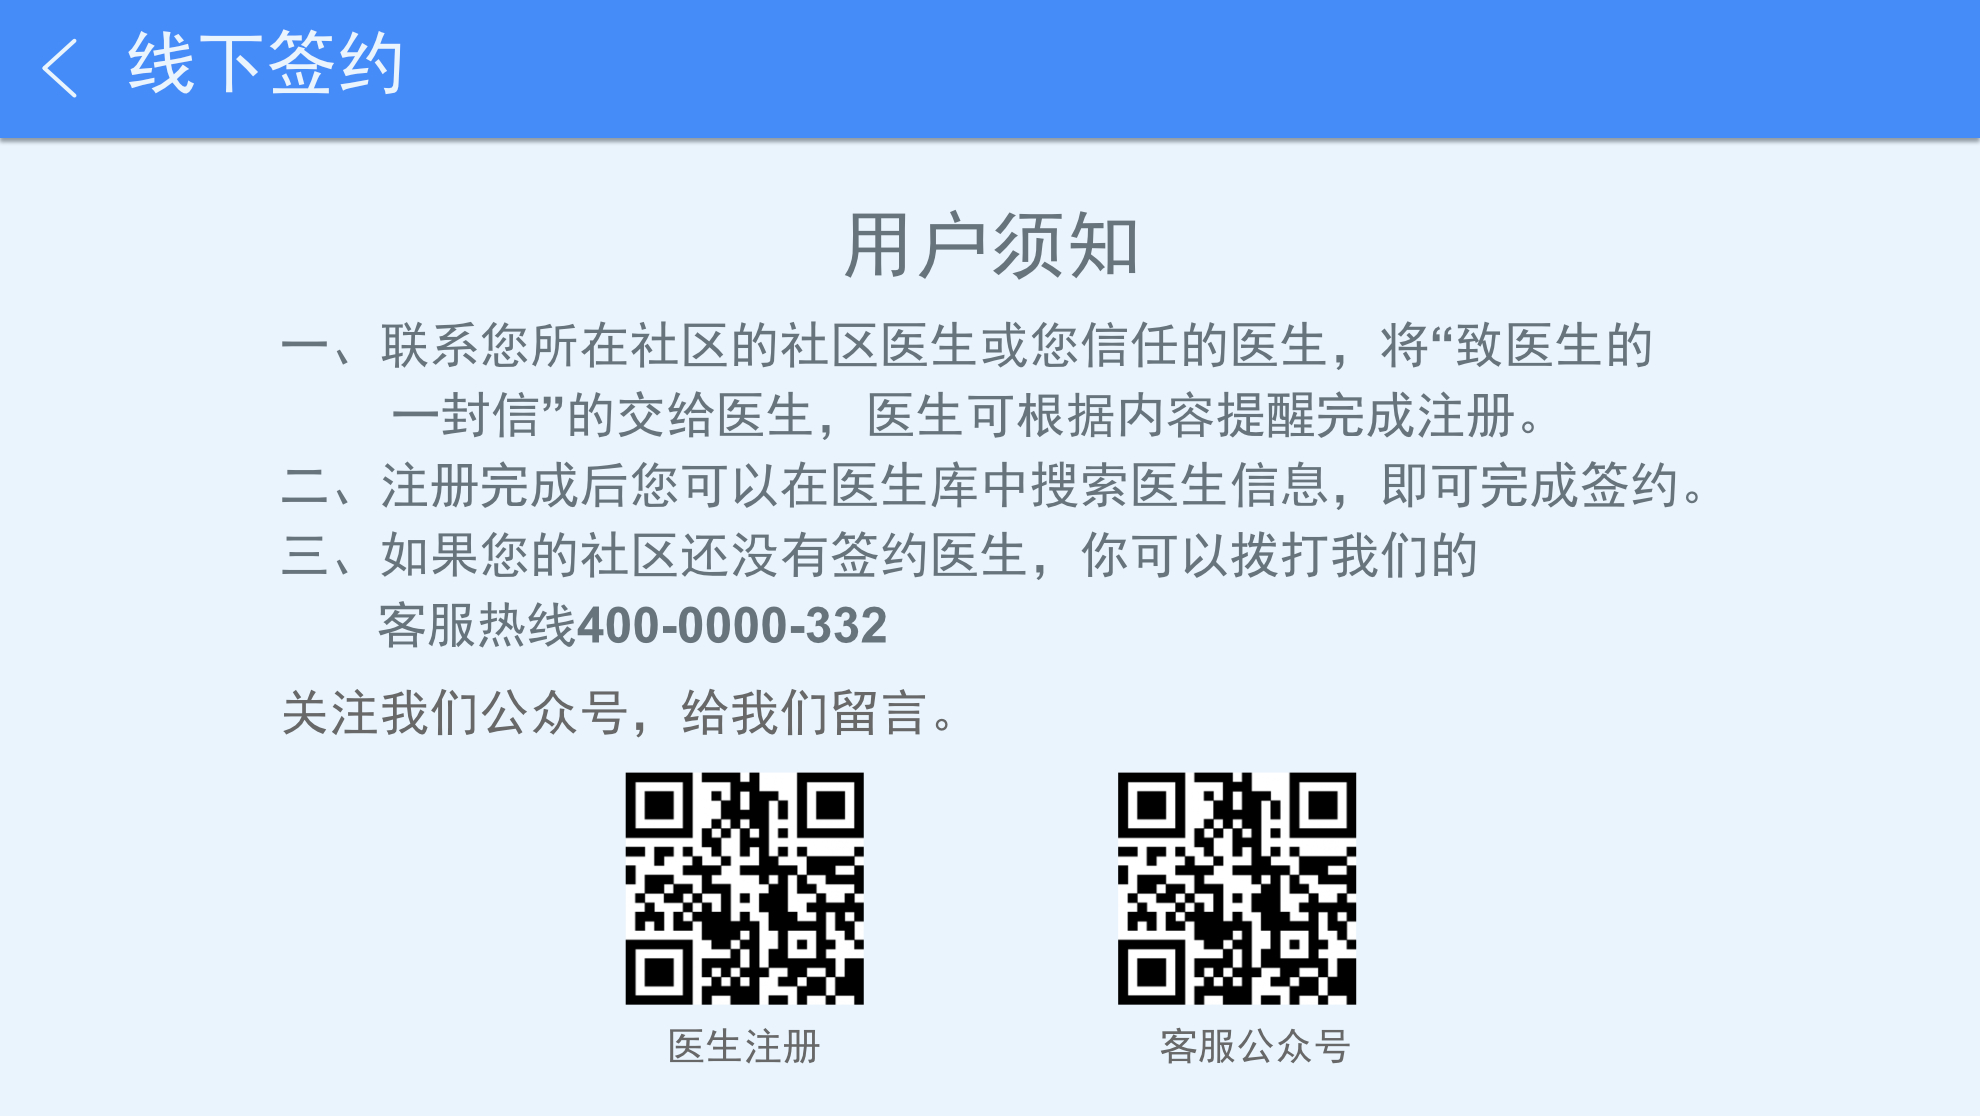 线下签约
用户须知
一、联系您所在社区的社区医生或您信任的医生，将“致医生的
一封信”的交给医生，医生可根据内容提醒完成注册。
二、注册完成后您可以在医生库中搜索医生信息，即可完成签约。
三、如果您的社区还没有签约医生，你可以拨打我们的
客服热线400-0000-332
关注我们公众号，给我们留言。
医生注册
客服公众号